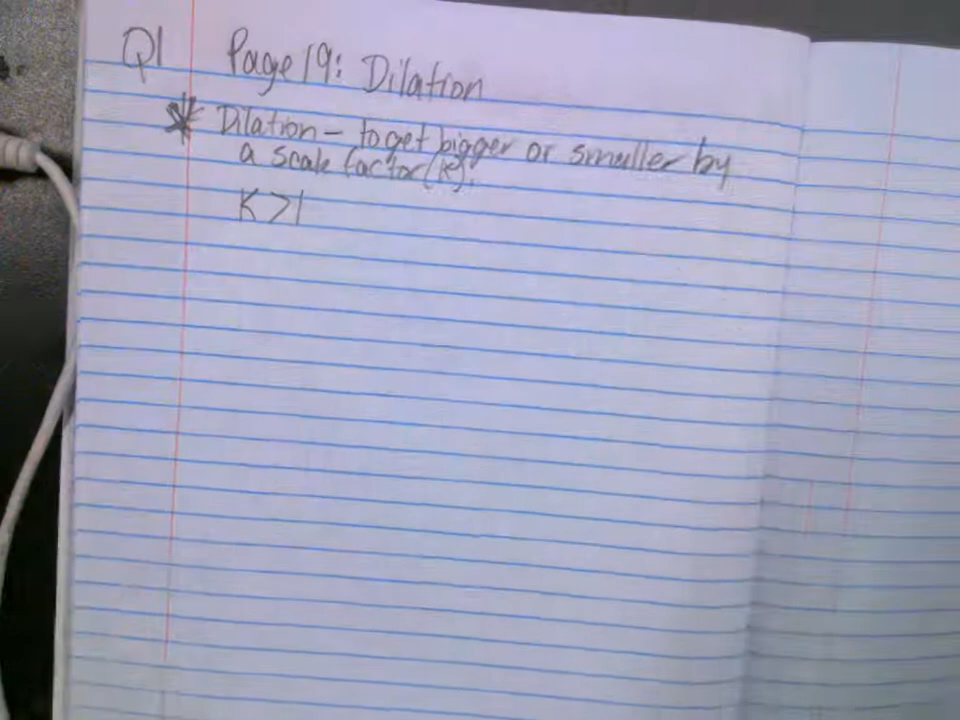 Q1 Page 19: Dilation
* Dilation - to get bigger or smaller by
a scale factor (K).
K>1